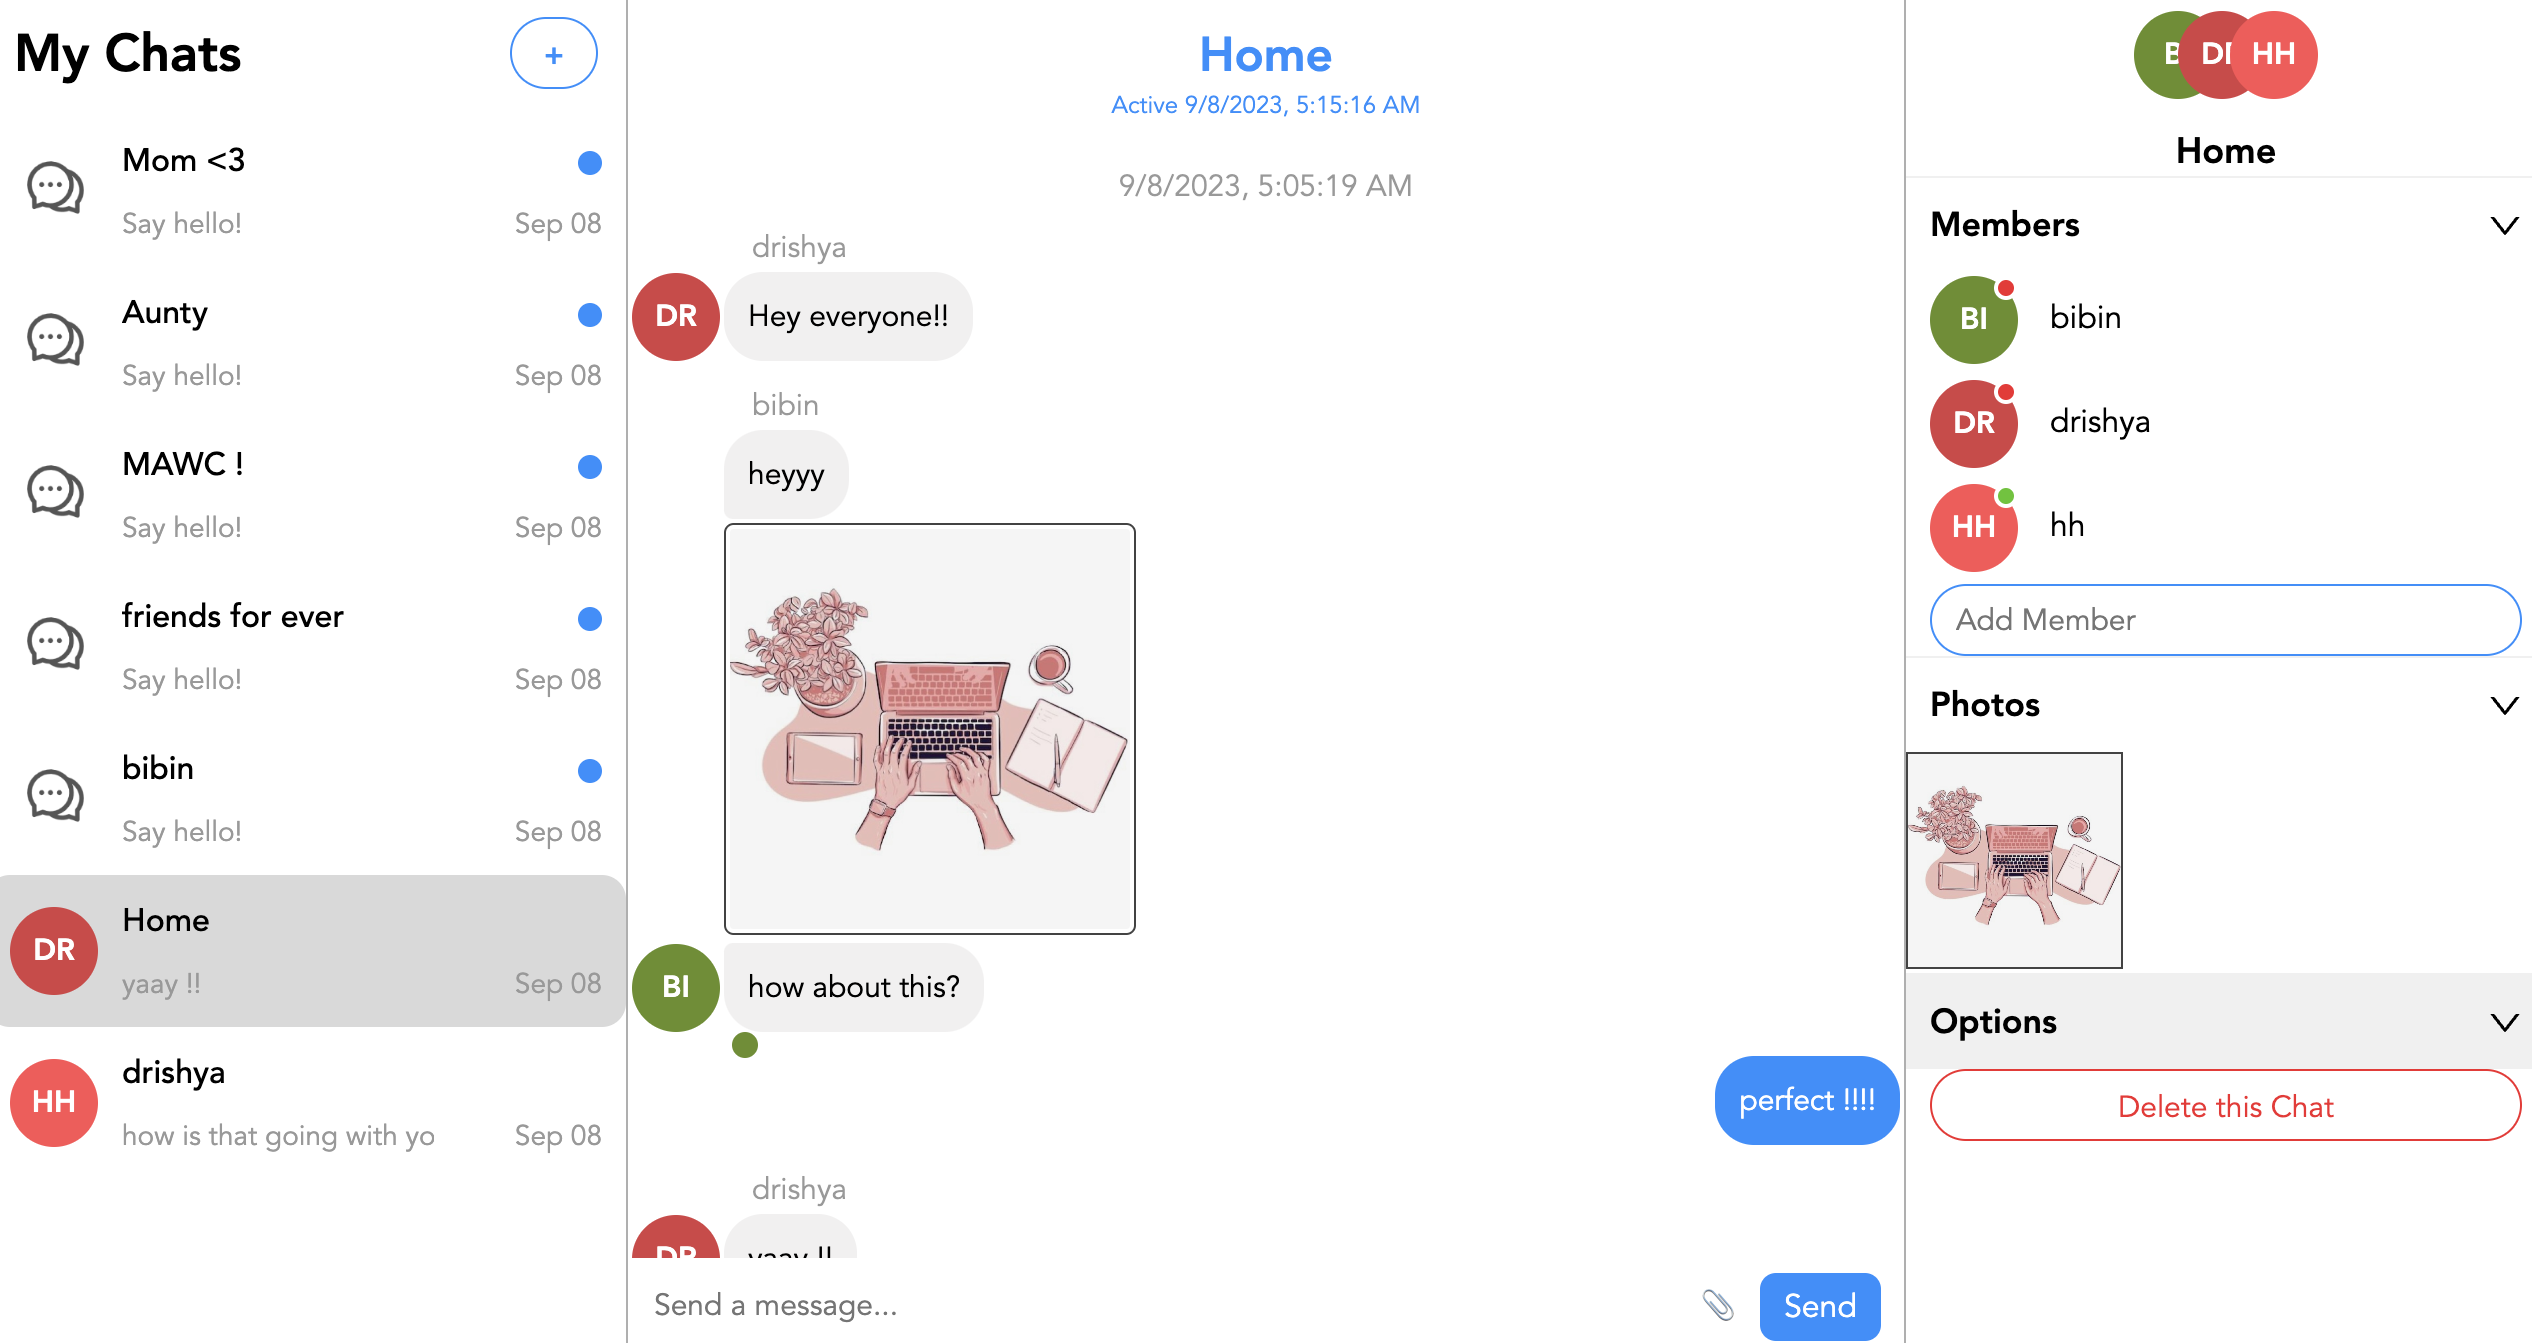 My Chats
+
Mom <3
Say hello!
Sep 08
Aunty
Say hello!
Sep 08
MAWC !
Say hello!
Sep 08
friends for ever
Say hello!
Sep 08
bibin
Say hello!
Sep 08
DR
Home
yaay !!
Sep 08
HH
drishya
how is that going with yo
Sep 08
Home
Active 9/8/2023, 5:15:16 AM
9/8/2023, 5:05:19 AM
drishya
DR
Hey everyone!!
bibin
heyyy
BI
how about this?
perfect !!!!
drishya
DR
yaay !!
Send a message...
Send
B
DR
HH
Home
Members
BI
bibin
DR
drishya
HH
hh
Add Member
Photos
Options
Delete this Chat